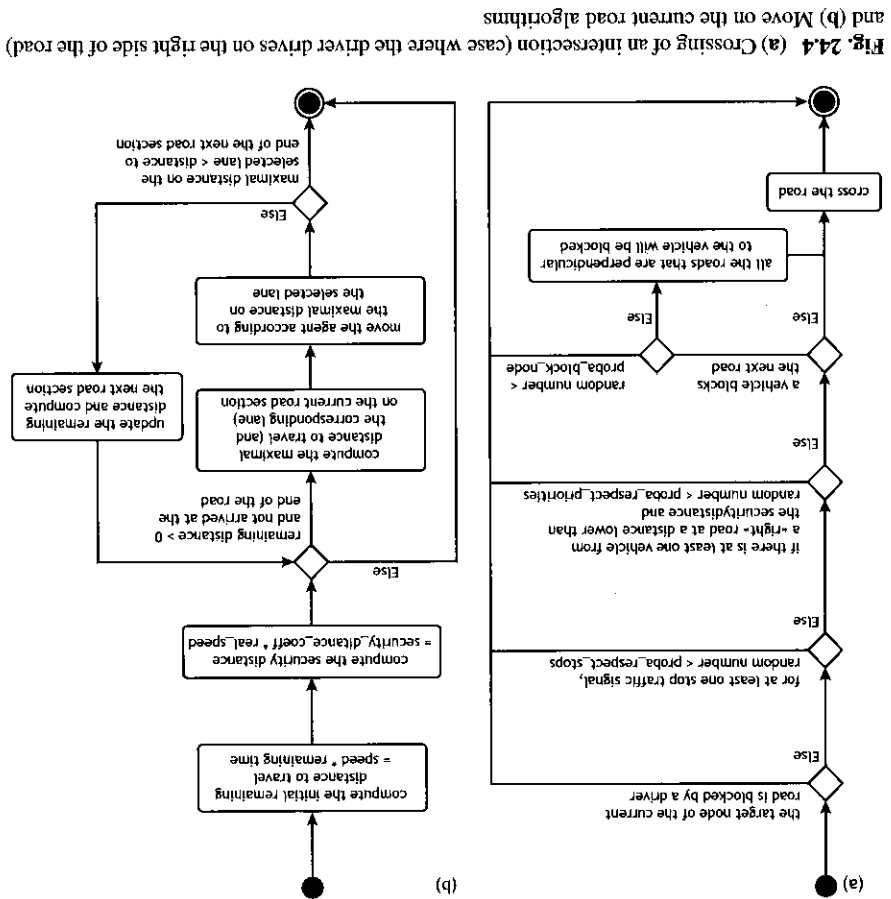 (a)
the target node of the current
road is blocked by a driver
Else
for at least one stop traffic signal,
random number < proba_respect_stops
Else
if there is at least one vehicle from
a «right» road at a distance lower than
the securitydistance and
random number < proba_respect_priorities
Else
a vehicle blocks
the next road
random number <
proba_block_node
Else
Else
all the roads that are perpendicular
to the vehicle will be blocked
cross the road
(b)
compute the initial remaining
distance to travel
= speed * remaining time
compute the security distance
= security_ditance_coeff * real_speed
Else
remaining distance > 0
and not arrived at the
end of the road
compute the maximal
distance to travel (and
the corresponding lane)
on the current road section
update the remaining
distance and compute
the next road section
move the agent according to
the maximal distance on
the selected lane
Else
maximal distance on the
selected lane < distance to
end of the next road section
Fig. 24.4 (a) Crossing of an intersection (case where the driver drives on the right side of the road)
and (b) Move on the current road algorithms